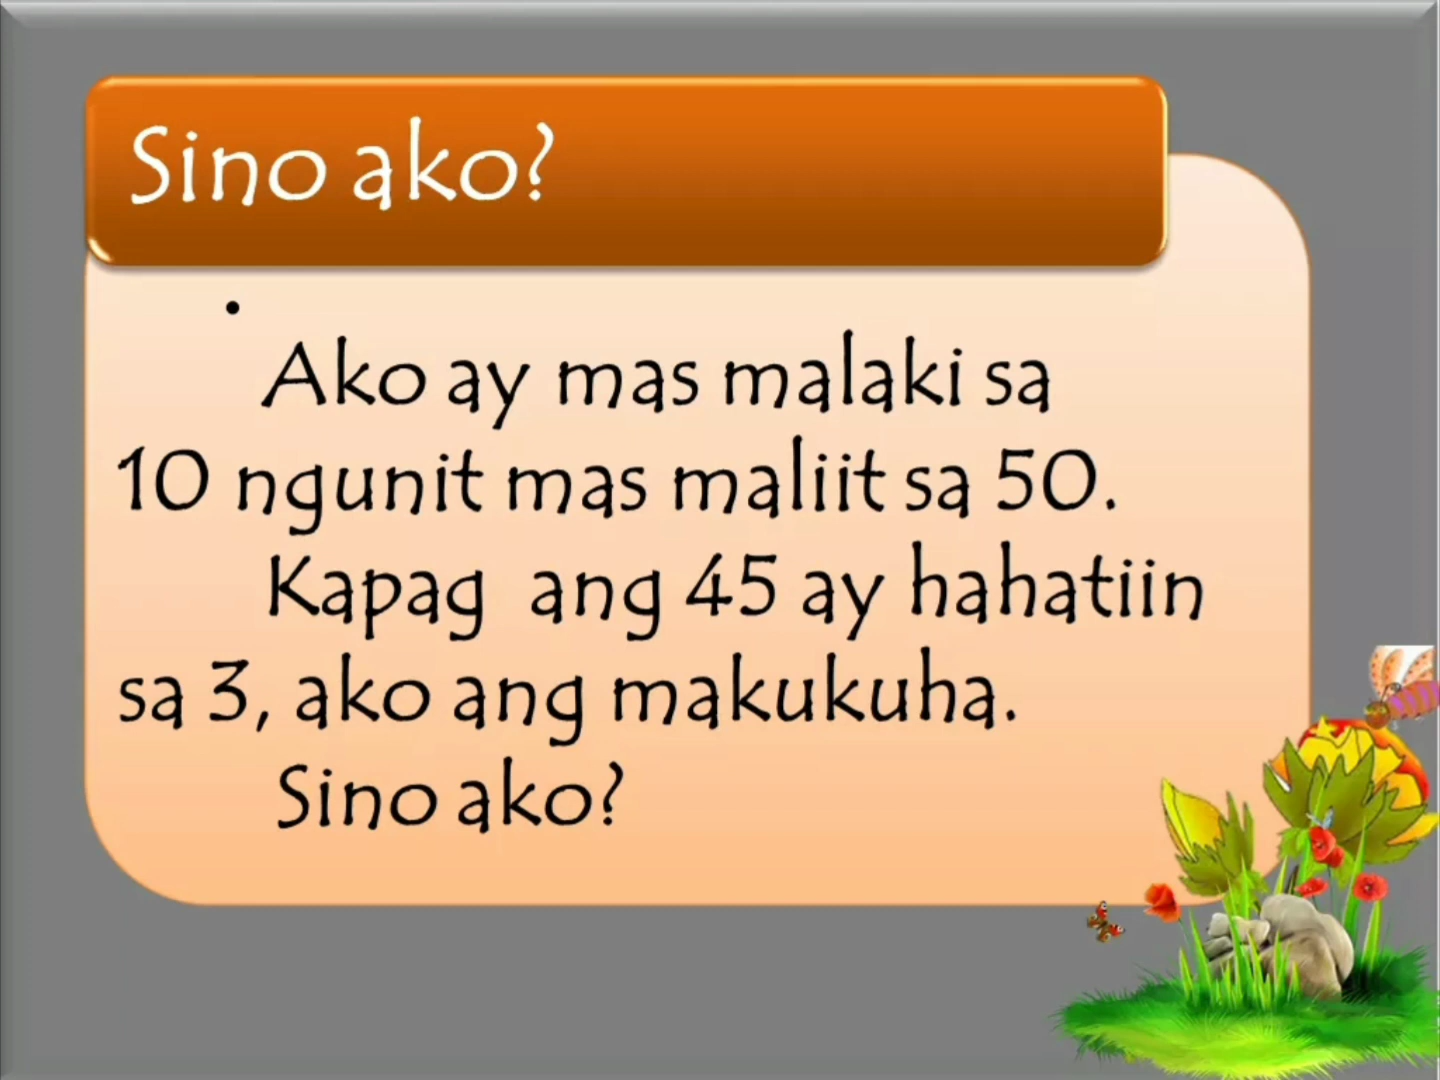 Sino ako?
• 
Ako ay mas malaki sa
10 ngunit mas maliit sa 50.
Kapag ang 45 ay hahatiin
sa 3, ako ang makukuha.
Sino ako?